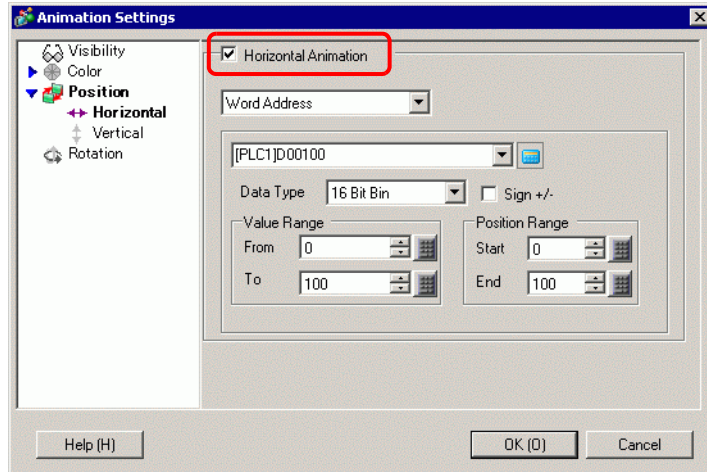 Animation Settings
Visibility
Color
Position
Horizontal
Vertical
Rotation
Horizontal Animation
Word Address
[PLC1]D00100
Data Type 16 Bit Bin Sign +/-
Value Range Position Range
From 0 Start 0
To 100 End 100
Help (H) OK (O) Cancel